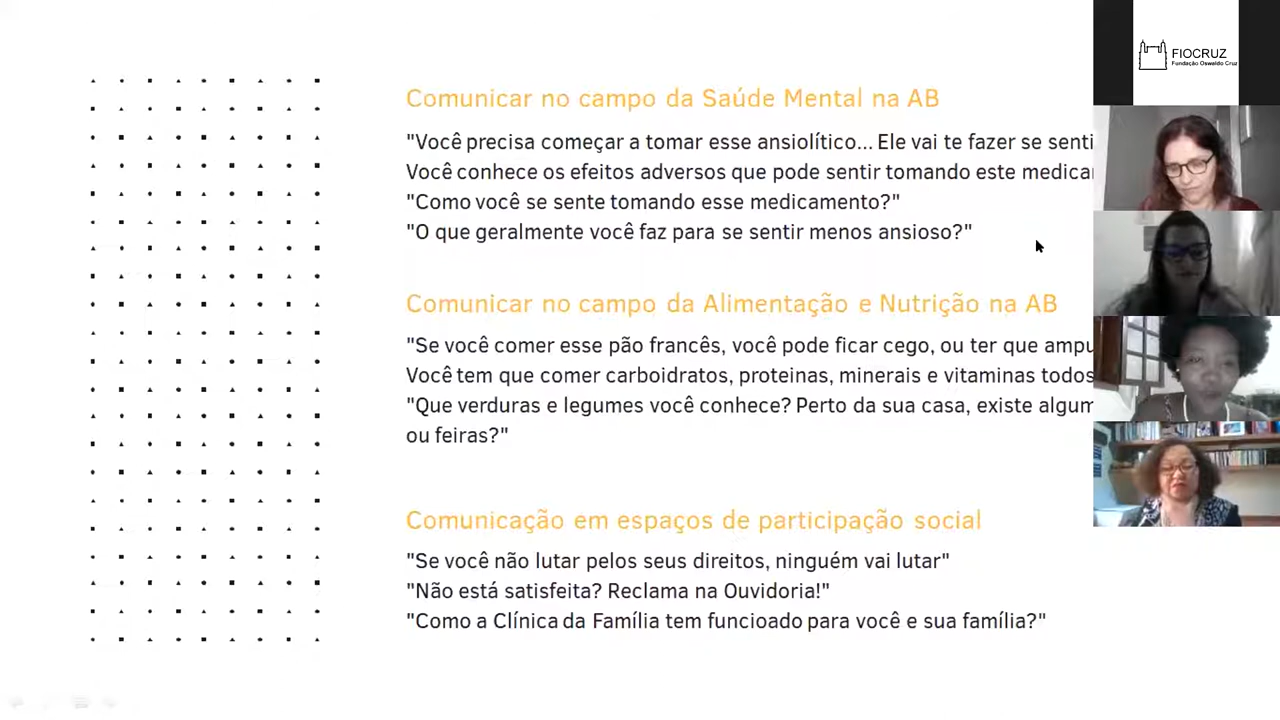 FIOCRUZ
Fundação Oswaldo Cruz
Comunicar no campo da Saúde Mental na AB
"Você precisa começar a tomar esse ansiolítico... Ele vai te fazer se
Você conhece os efeitos adversos que pode sentir tomando este
"Como você se sente tomando esse medicamento?"
"O que geralmente você faz para se sentir menos ansioso?"
Comunicar no campo da Alimentação e Nutrição na AB
"Se você comer esse pão francês, você pode ficar cego, ou ter que
Você tem que comer carboidratos, proteinas, minerais e vitaminas todos
"Que verduras e legumes você conhece? Perto da sua casa, existe
ou feiras?"
Comunicação em espaços de participação social
"Se você não lutar pelos seus direitos, ninguém vai lutar"
"Não está satisfeita? Reclama na Ouvidoria!"
"Como a Clínica da Família tem funcioado para você e sua família?"